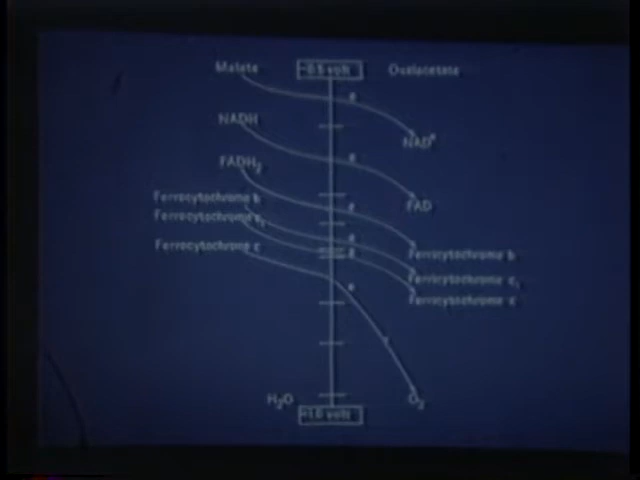 Malate -0.5 volt Oxalacetate
e
NADH
NAD+
e
FADH2
FAD
e
Ferrocytochrome b
Ferrocytochrome c1
e
Ferrocytochrome c
e
Ferricytochrome b
Ferricytochrome c1
e
Ferricytochrome c
H2O
O2
+1.0 volts